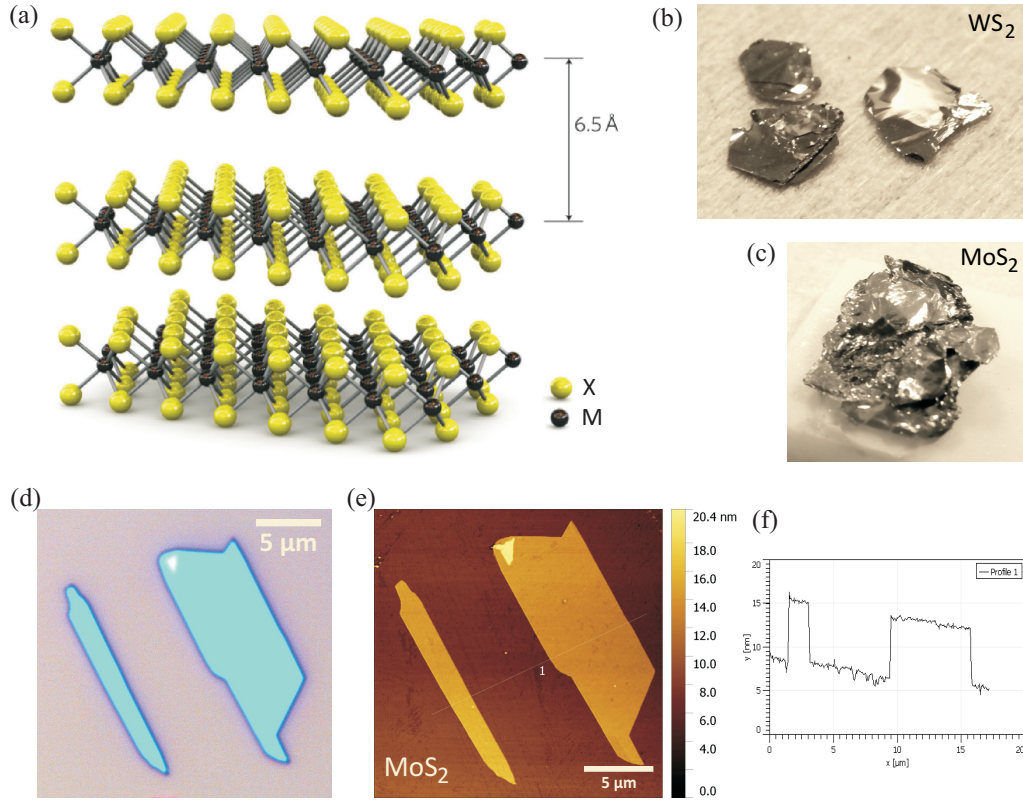 (a)
6.5 Å
X
M
(b)
WS2
(c)
MoS2
(d)
5 μm
(e)
1
MoS2
5 μm
20.4 nm
18.0
16.0
14.0
12.0
10.0
8.0
6.0
4.0
0.0
(f)
Profile 1
20
15
10
5
0
y [nm]
0 5 10 15 20
x [μm]